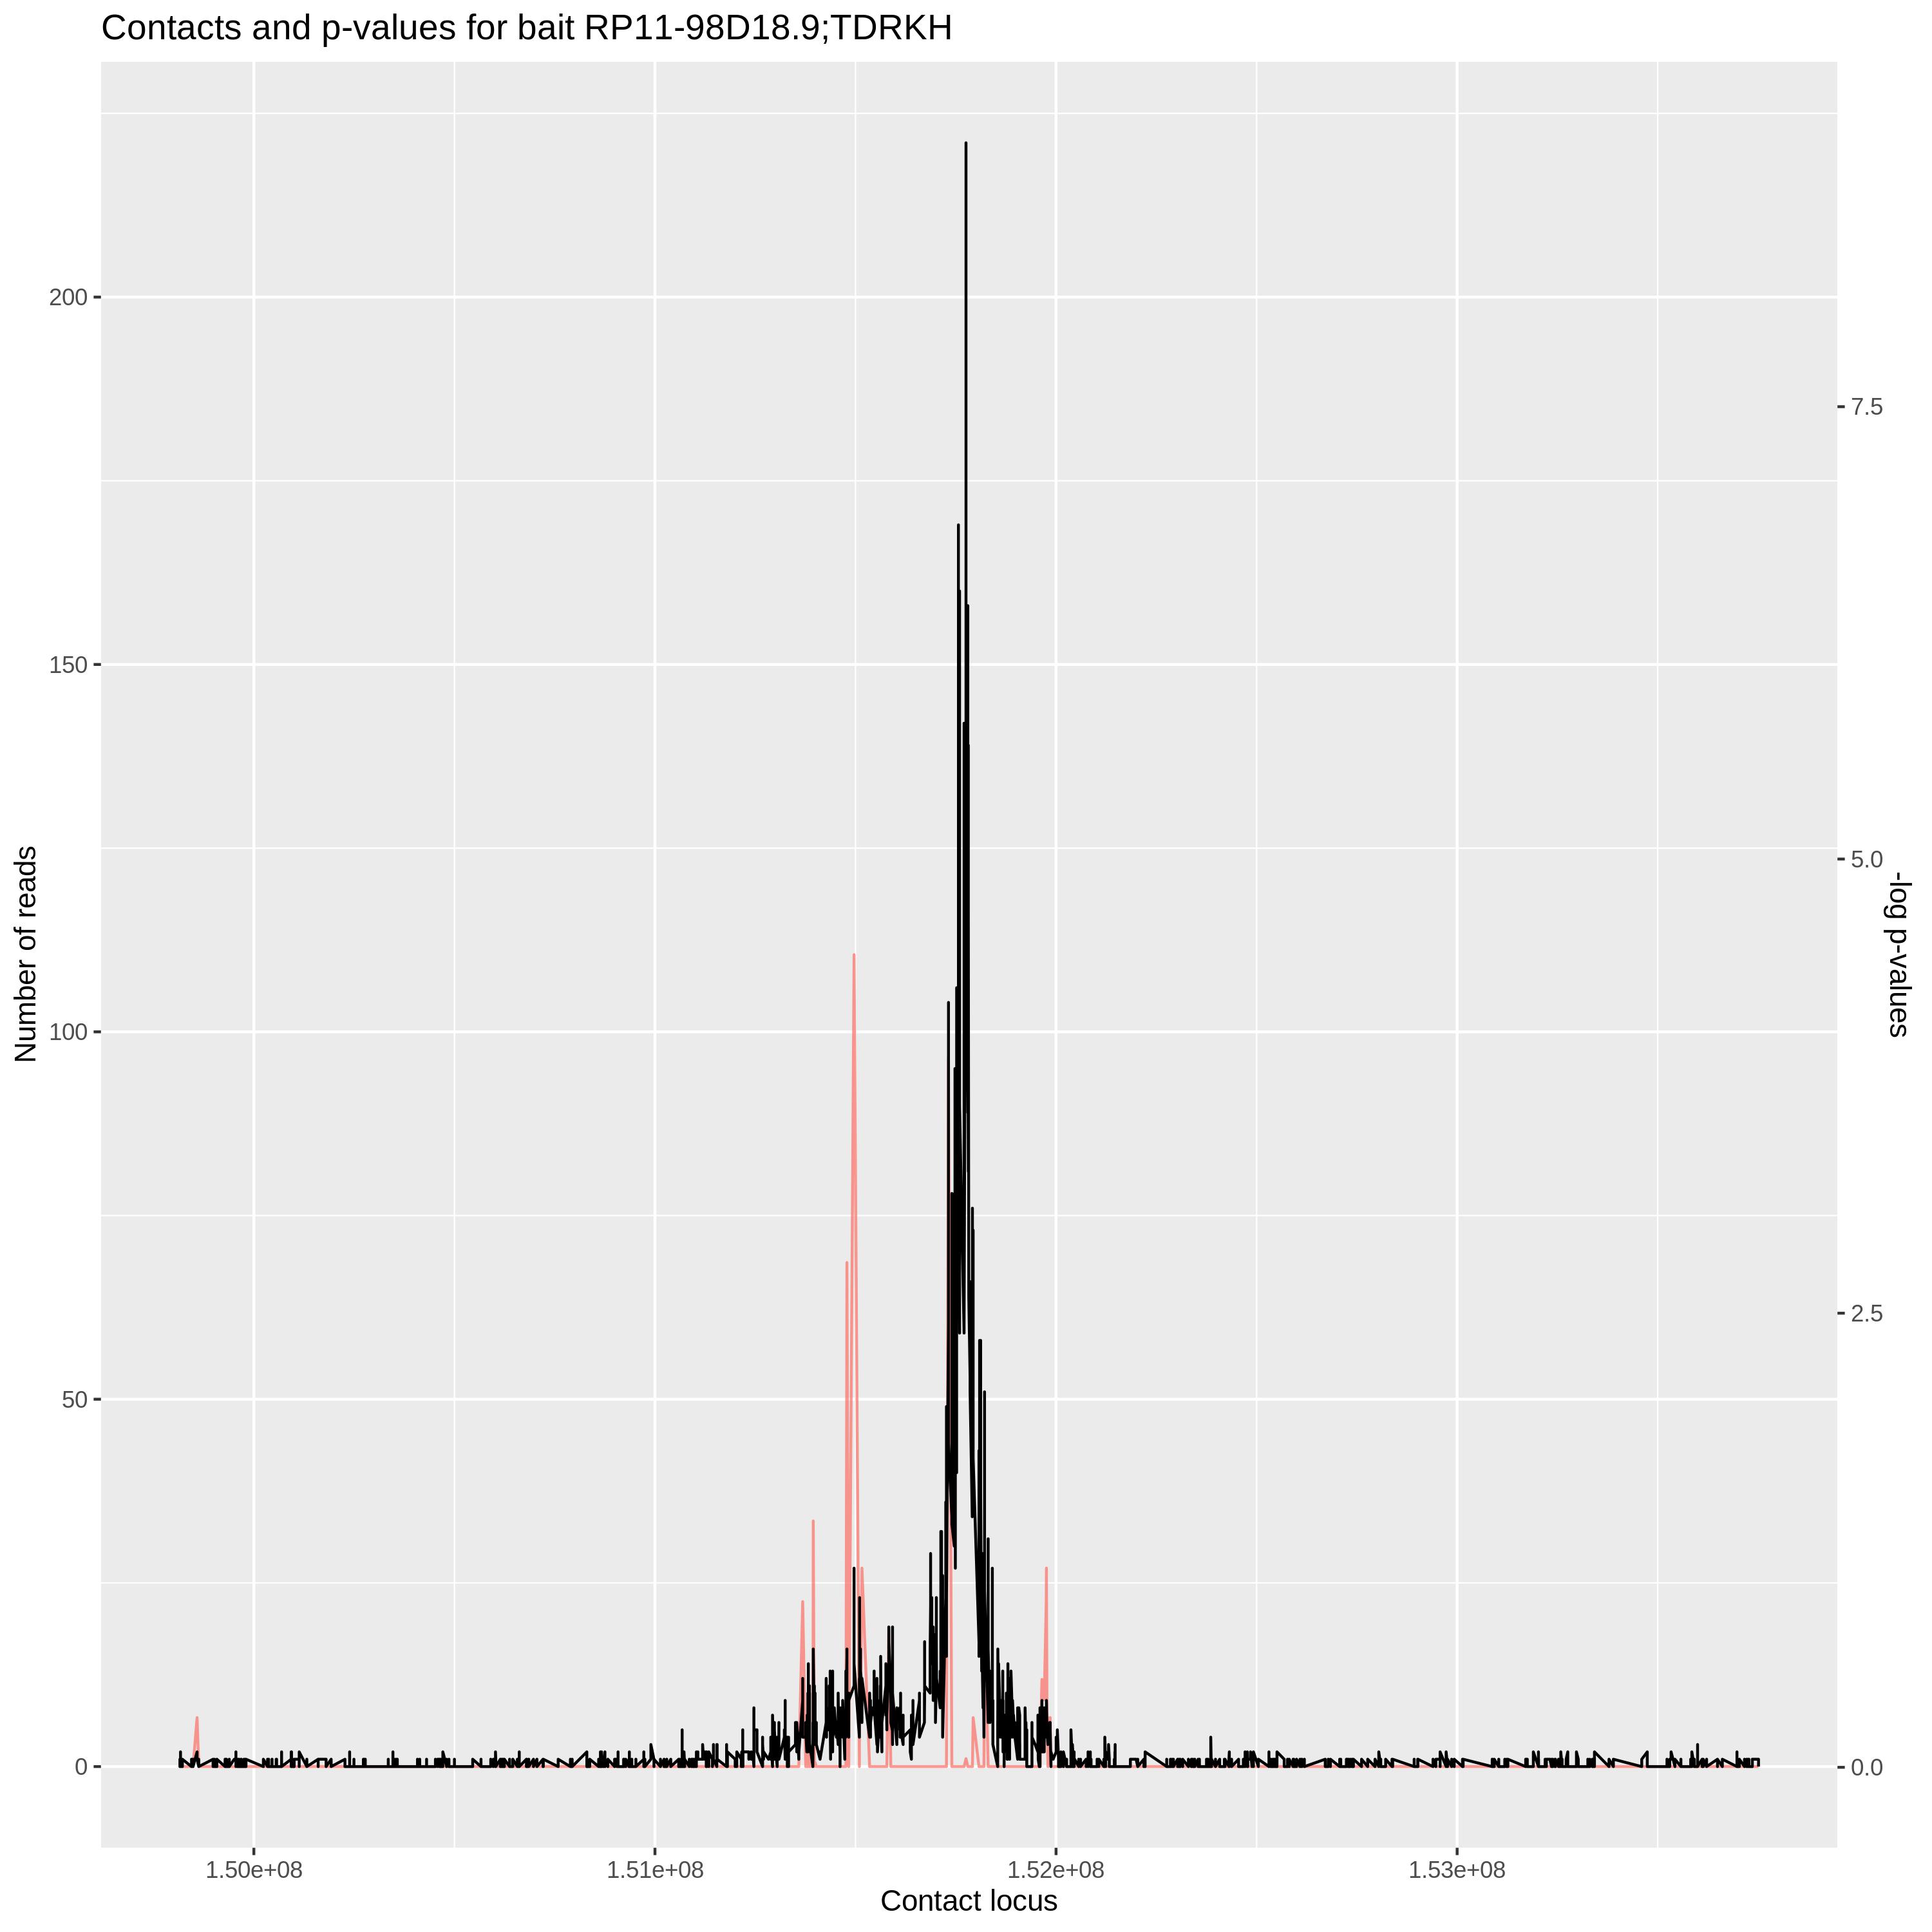 Contacts and p-values for bait RP11-98D18.9;TDRKH
Number of reads
200
150
100
50
0
7.5
5.0
2.5
0.0
-log p-values
1.50e+08
1.51e+08
1.52e+08
1.53e+08
Contact locus